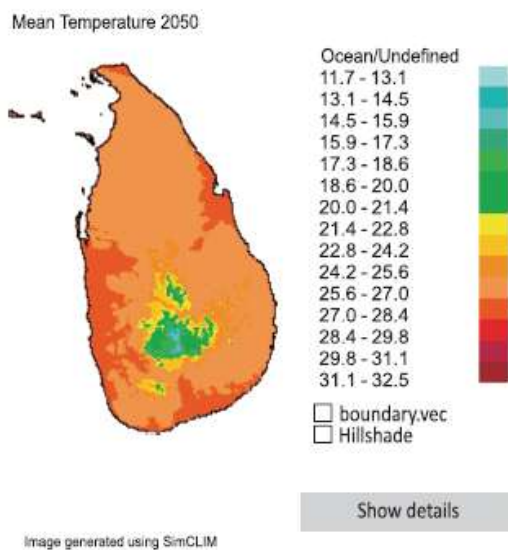 Mean Temperature 2050
Ocean/Undefined
11.7 - 13.1
13.1 - 14.5
14.5 - 15.9
15.9 - 17.3
17.3 - 18.6
18.6 - 20.0
20.0 - 21.4
21.4 - 22.8
22.8 - 24.2
24.2 - 25.6
25.6 - 27.0
27.0 - 28.4
28.4 - 29.8
29.8 - 31.1
31.1 - 32.5
boundary.vec
Hillshade
Show details
Image generated using SimCLIM